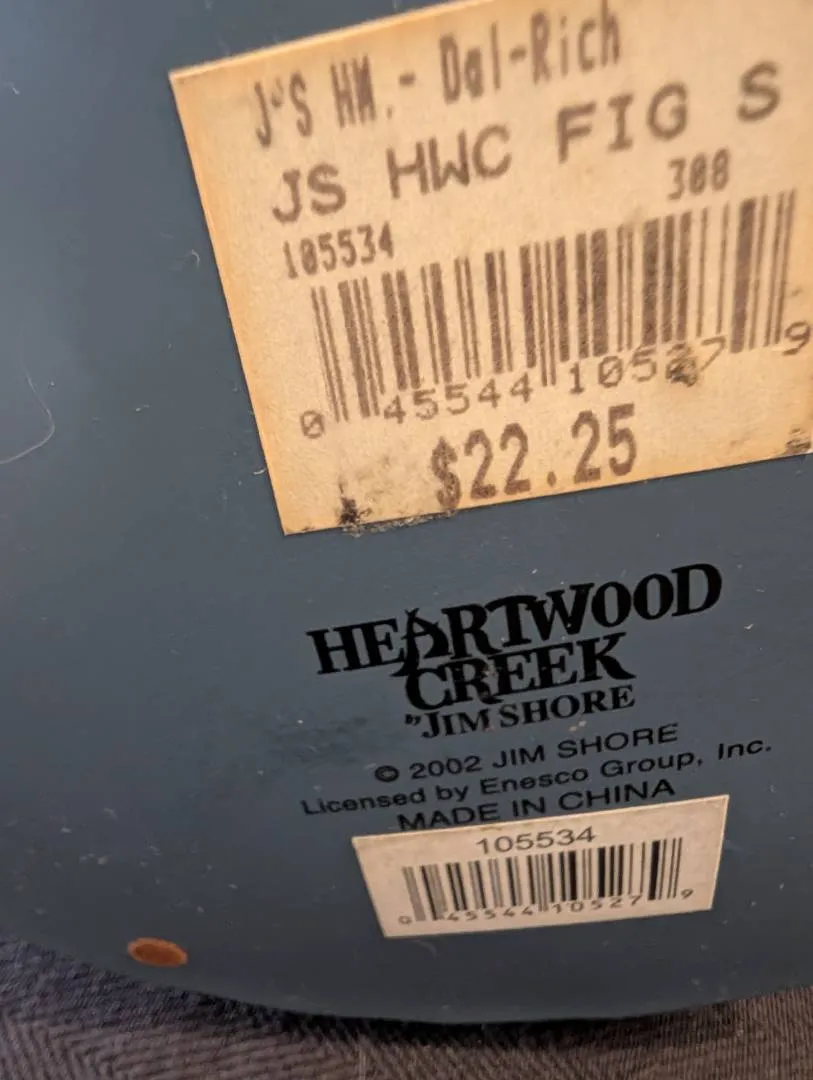 J'S HM.- Dal-Rich
JS HWC FIG S
105534 308
0 45544 10527 9
$22.25
HEARTWOOD
CREEK
by JIM SHORE
© 2002 JIM SHORE
Licensed by Enesco Group, Inc.
MADE IN CHINA
105534
0 45544 10527 9